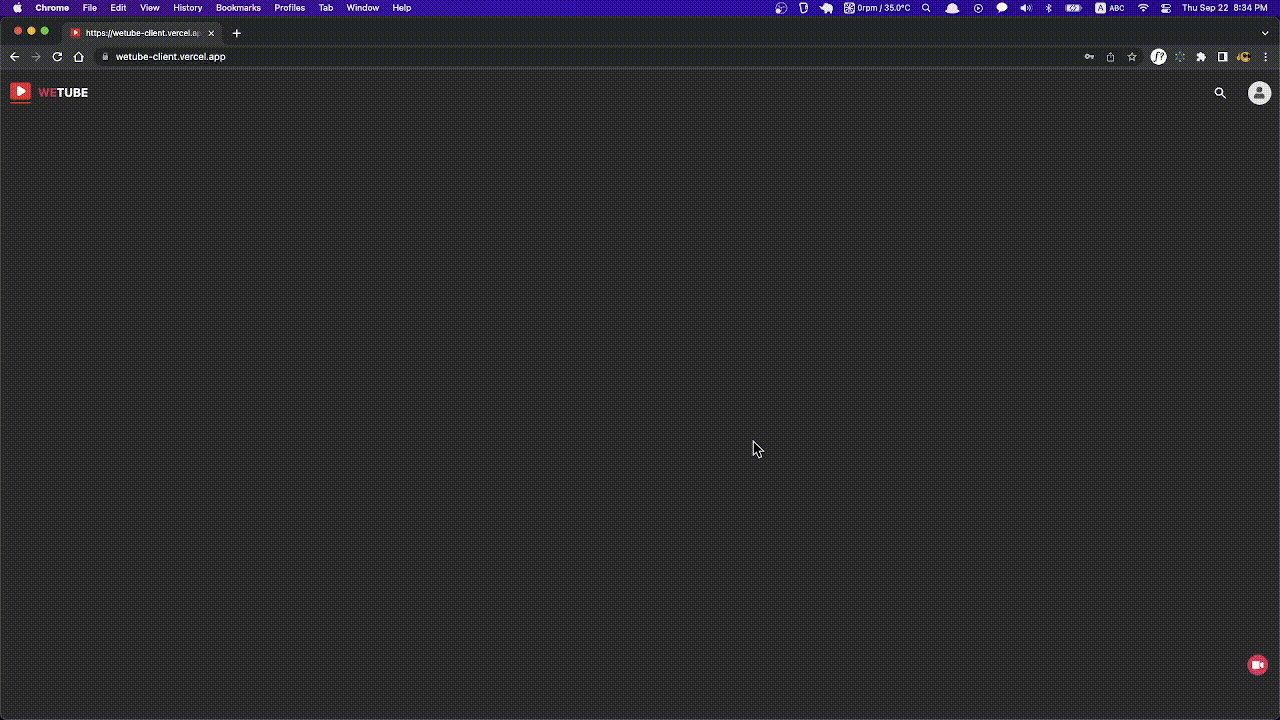 Chrome File Edit View History Bookmarks Profiles Tab Window Help 0rpm / 35.0°C A ABC Thu Sep 22 8:34 PM
https://wetube-client.vercel.ap
wetube-client.vercel.app f?
WETUBE